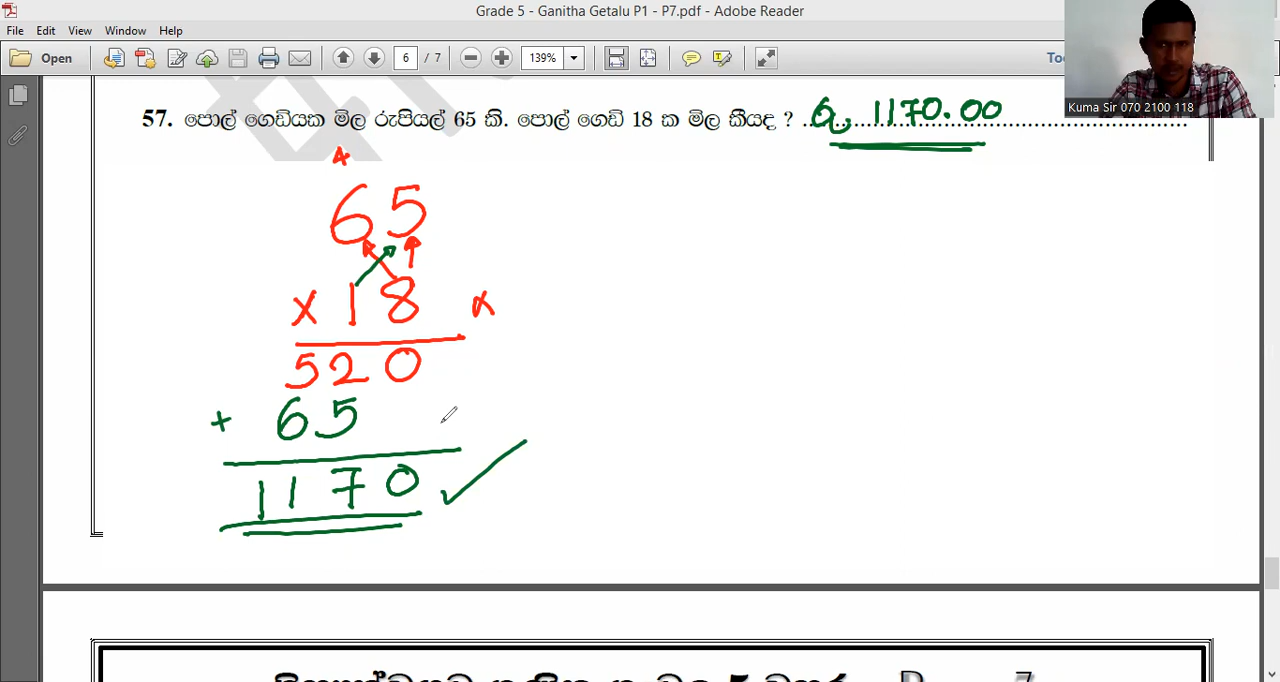 Grade 5 - Ganitha Getalu P1 - P7.pdf - Adobe Reader
File Edit View Window Help
Open 6 / 7 139%
Kuma Sir 070 2100 118
57. පොල් ගෙඩියක මිල රුපියල් 65 කි. පොල් ගෙඩි 18 ක මිල කීයද ? රු 1170.00
4
65
x 18 x
520
+ 65
1170